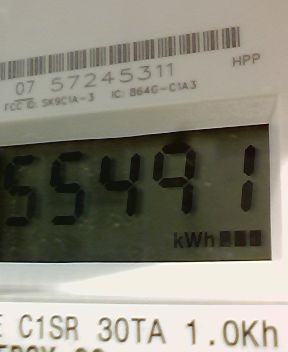 HPP
07 57245311
FCC ID: SK9C1A-3 IC: 864G-C1A3
55491
kWh
C1SR 30TA 1.0Kh